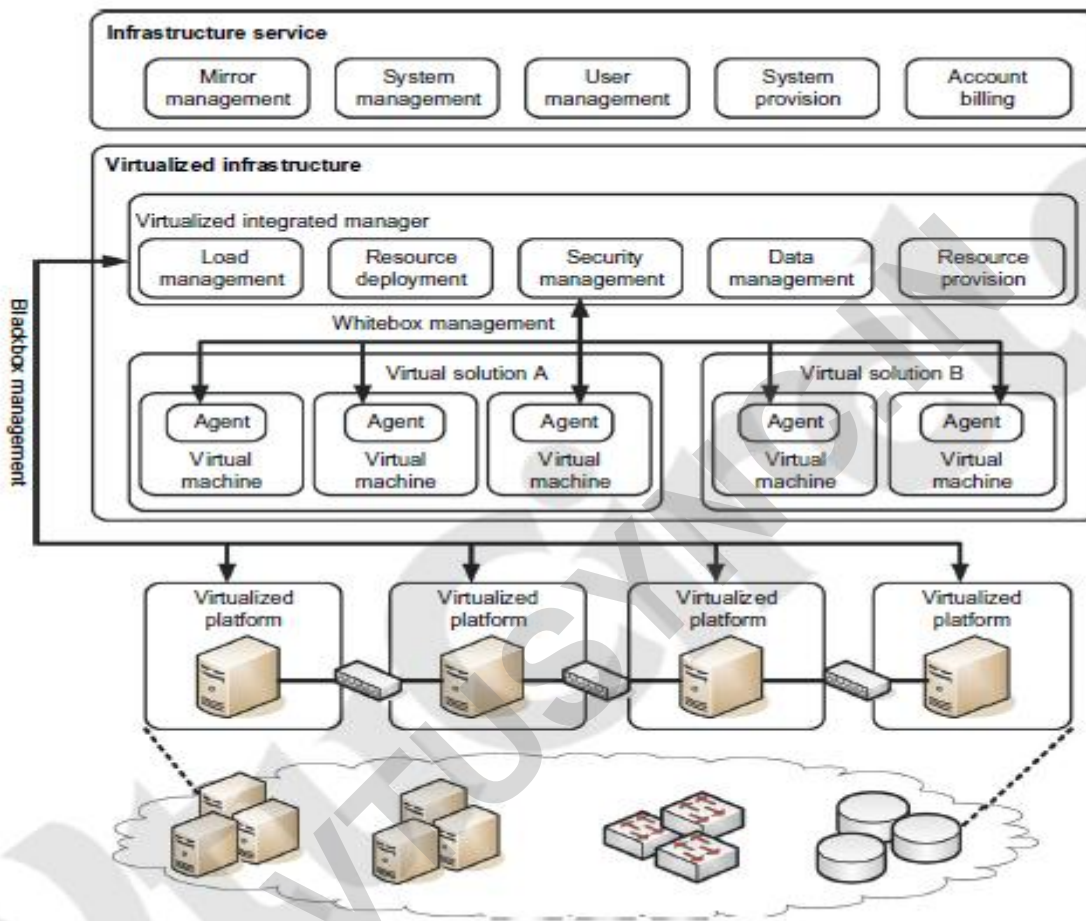 Infrastructure service
Mirror
management
System
management
User
management
System
provision
Account
billing
Virtualized infrastructure
Virtualized integrated manager
Load
management
Resource
deployment
Security
management
Data
management
Resource
provision
Blackbox management
Whitebox management
Virtual solution A
Agent
Virtual
machine
Agent
Virtual
machine
Agent
Virtual
machine
Virtual solution B
Agent
Virtual
machine
Agent
Virtual
machine
Virtualized
platform
Virtualized
platform
Virtualized
platform
Virtualized
platform
VTUSYNC.IN